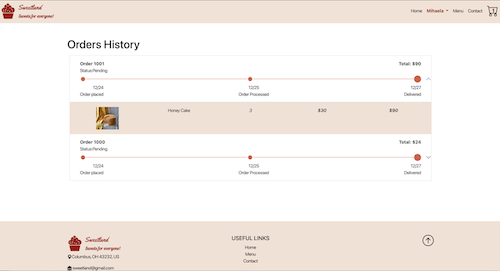 Sweetland
Sweets for everyone!
Home Mihaela Menu Contact
Orders History
Order 1001 Total: $90
Status:Pending
12/24 12/25 12/27
Order placed Order Processed Delivered
Honey Cake 3 $30 $90
Order 1000 Total: $24
Status:Pending
12/24 12/25 12/27
Order placed Order Processed Delivered
Sweetland
Sweets for everyone!
Columbus, OH 43230, US
sweetland@gmail.com
USEFUL LINKS
Home
Menu
Contact